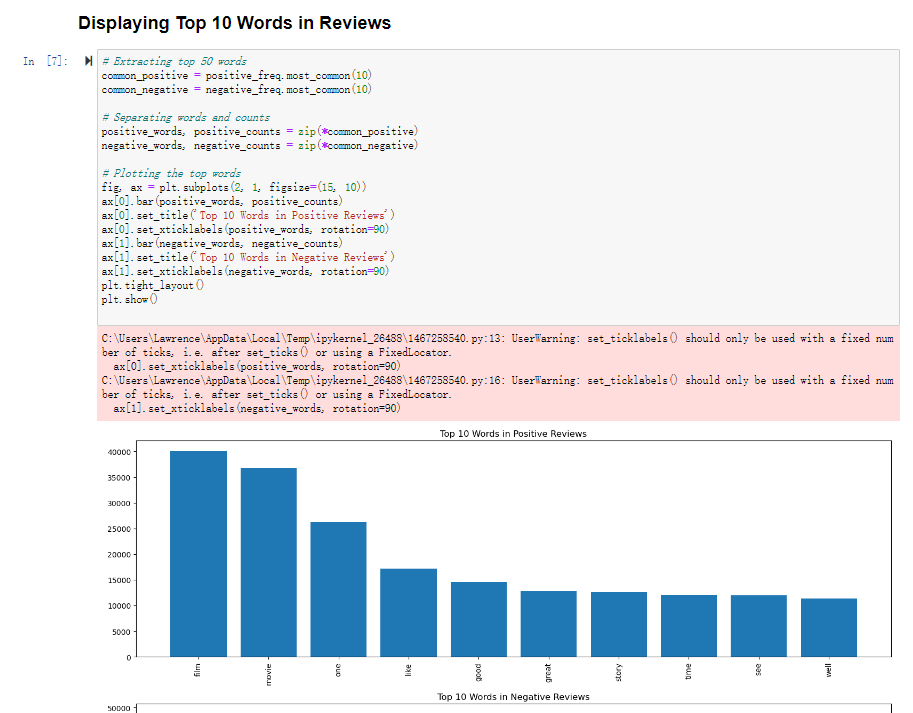 Displaying Top 10 Words in Reviews
In [7]:
# Extracting top 50 words
common_positive = positive_freq.most_common(10)
common_negative = negative_freq.most_common(10)
# Separating words and counts
positive_words, positive_counts = zip(*common_positive)
negative_words, negative_counts = zip(*common_negative)
# Plotting the top words
fig, ax = plt.subplots(2, 1, figsize=(15, 10))
ax[0].bar(positive_words, positive_counts)
ax[0].set_title('Top 10 Words in Positive Reviews')
ax[0].set_xticklabels(positive_words, rotation=90)
ax[1].bar(negative_words, negative_counts)
ax[1].set_title('Top 10 Words in Negative Reviews')
ax[1].set_xticklabels(negative_words, rotation=90)
plt.tight_layout()
plt.show()
C:\Users\Lawrence\AppData\Local\Temp\ipykernel_26488\1467258540.py:13: UserWarning: set_ticklabels() should only be used with a fixed num
ber of ticks, i.e. after set_ticks() or using a FixedLocator.
ax[0].set_xticklabels(positive_words, rotation=90)
C:\Users\Lawrence\AppData\Local\Temp\ipykernel_26488\1467258540.py:16: UserWarning: set_ticklabels() should only be used with a fixed num
ber of ticks, i.e. after set_ticks() or using a FixedLocator.
ax[1].set_xticklabels(negative_words, rotation=90)
Top 10 Words in Positive Reviews
40000
35000
30000
25000
20000
15000
10000
5000
0
film
movie
one
like
good
great
story
time
see
well
Top 10 Words in Negative Reviews
50000